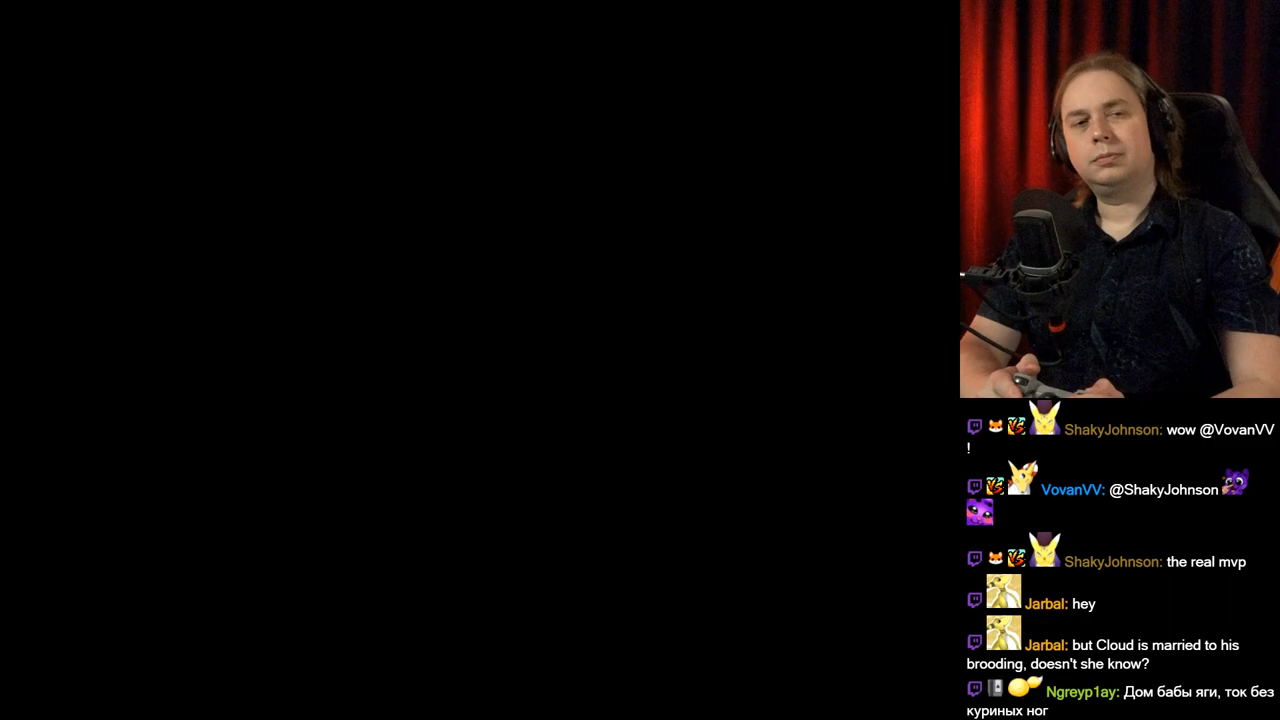 ShakyJohnson: wow @VovanVV
!
VovanVV: @ShakyJohnson
ShakyJohnson: the real mvp
Jarbal: hey
Jarbal: but Cloud is married to his
brooding, doesn't she know?
Ngreyp1ay: Дом бабы яги, ток без
куриных ног